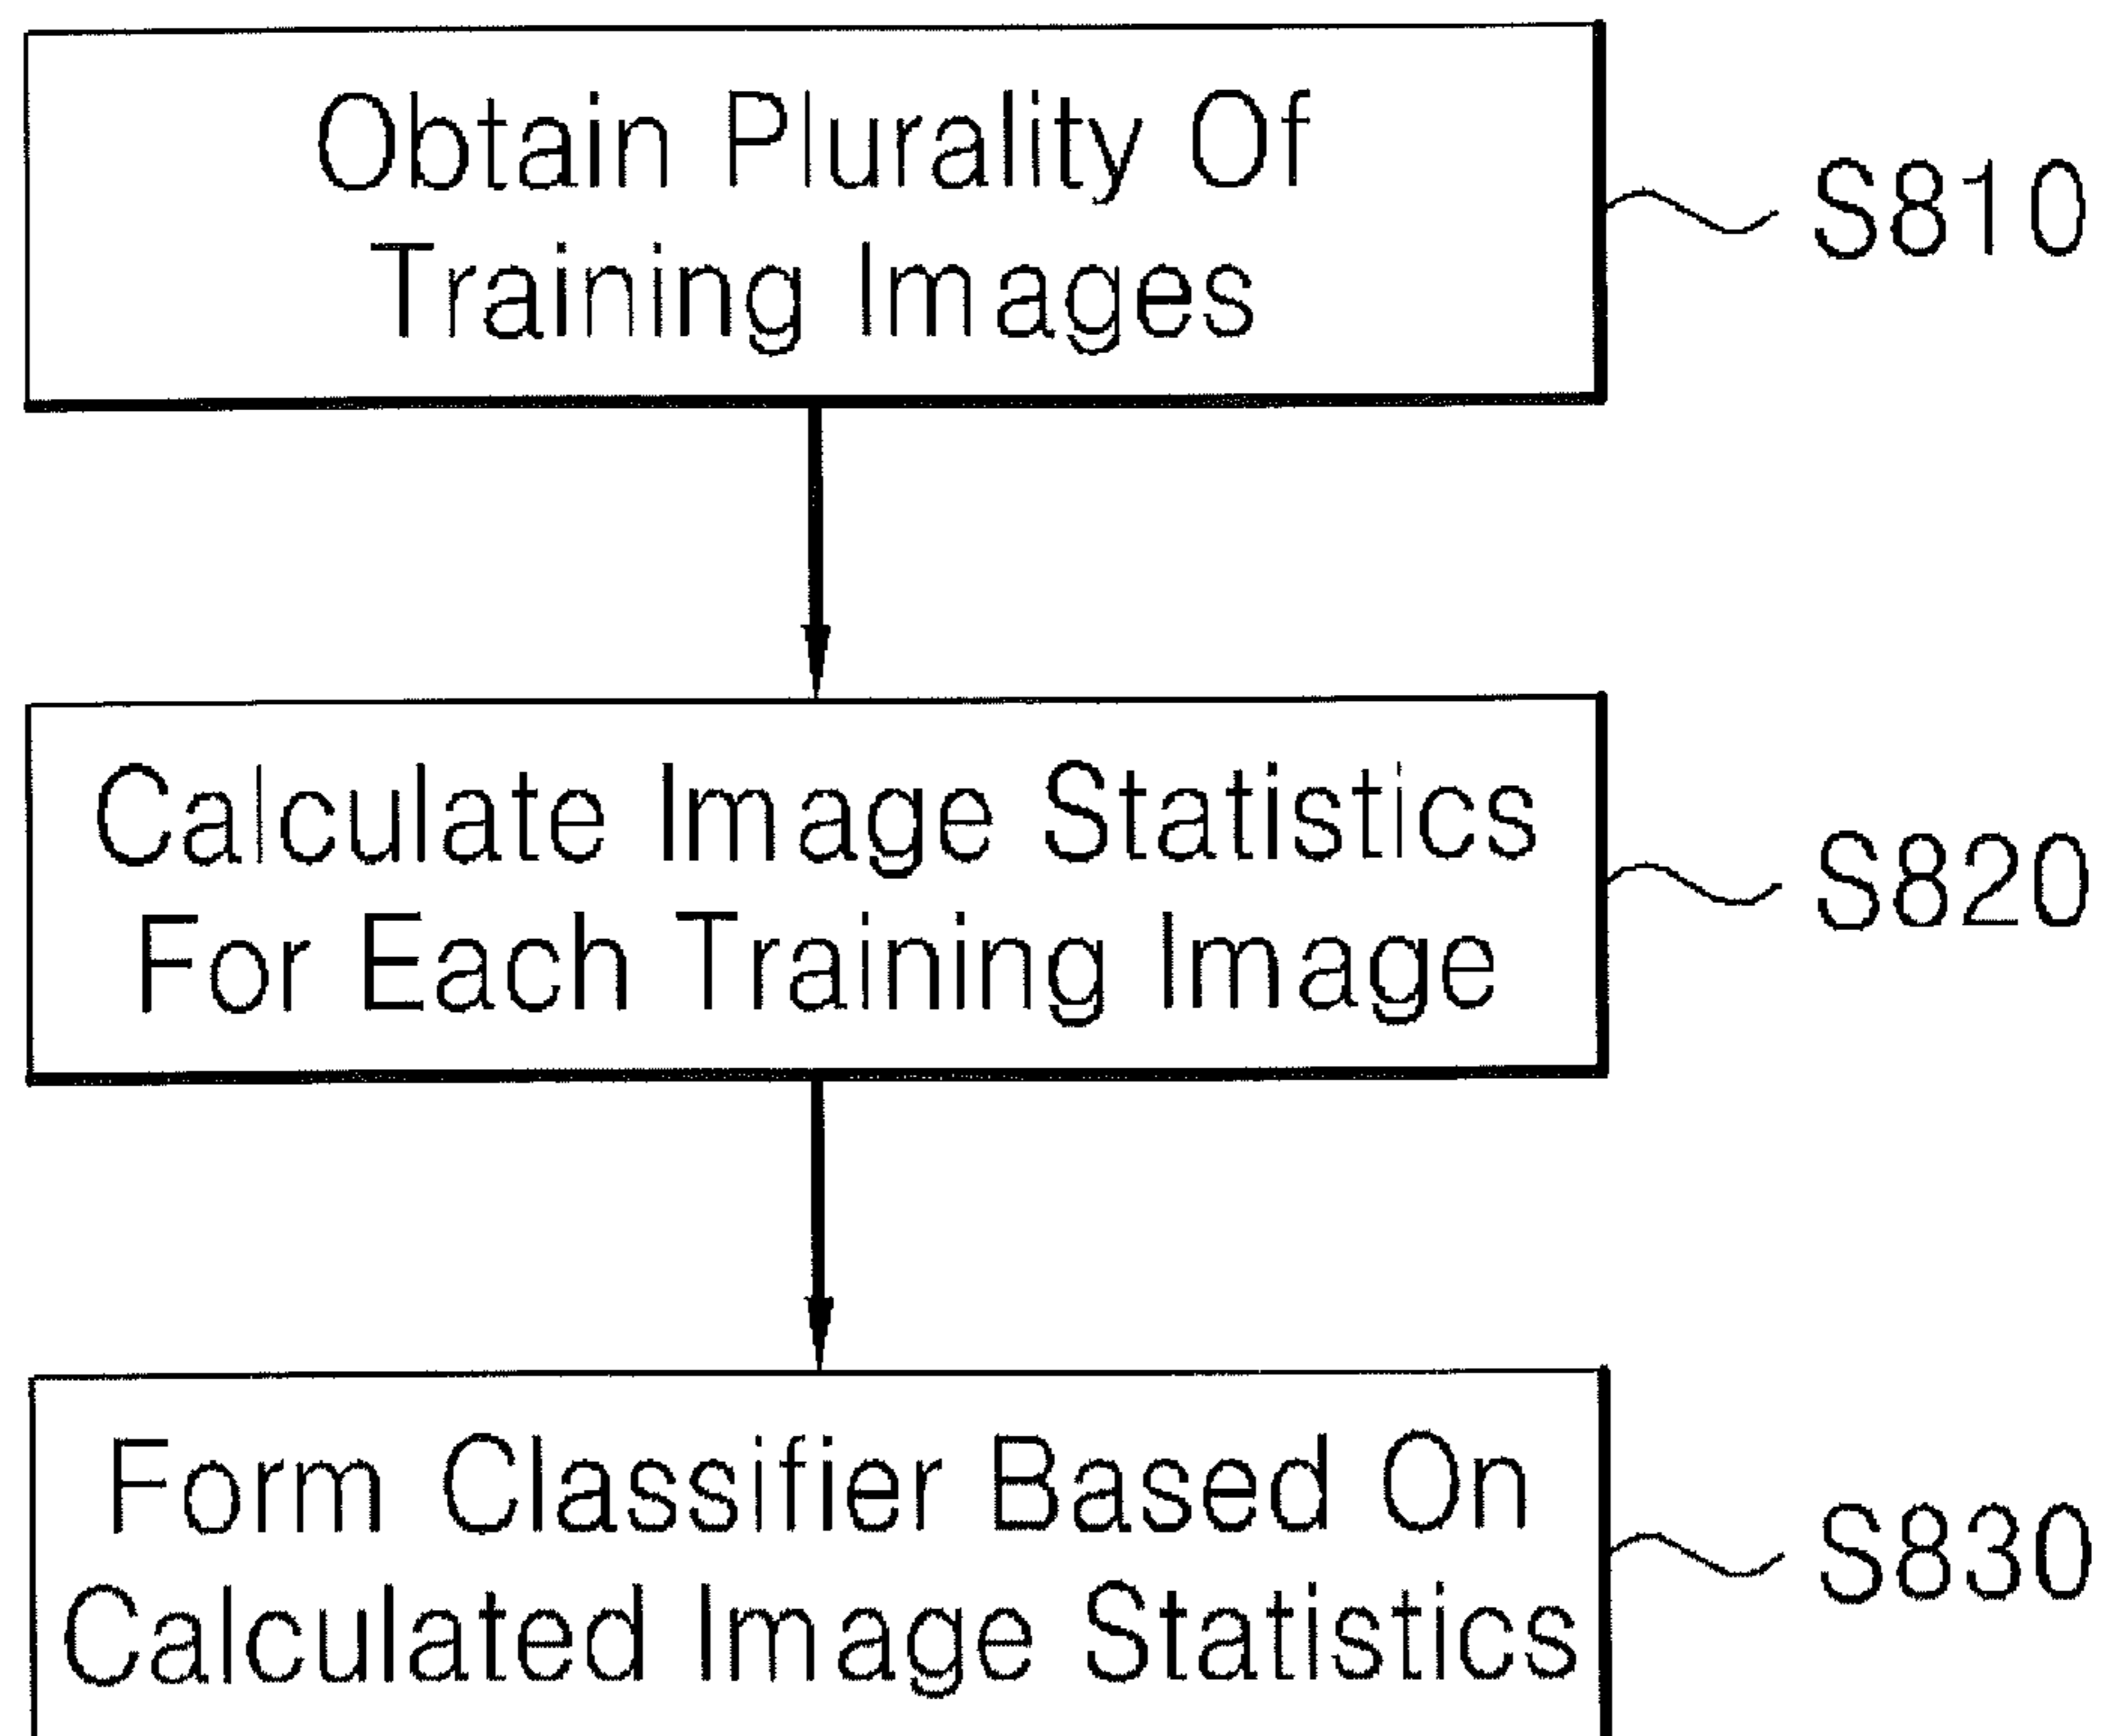 Obtain Plurality Of
Training Images
S810
Calculate Image Statistics
For Each Training Image
S820
Form Classifier Based On
Calculated Image Statistics
S830